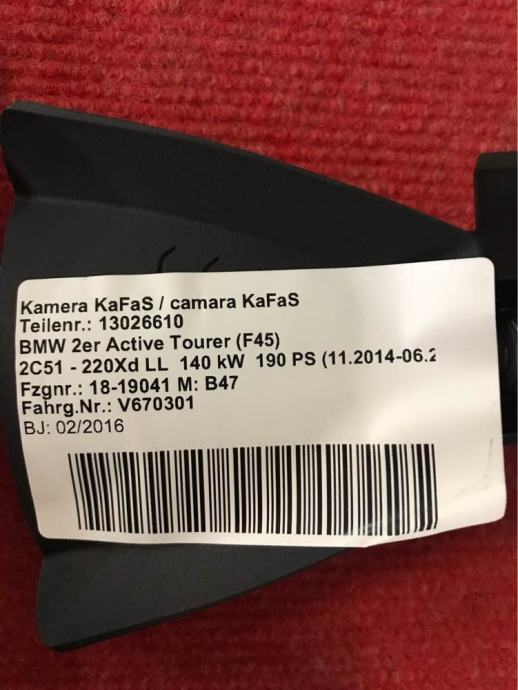 Kamera KaFaS / camara KaFaS
Teilenr.: 13026610
BMW 2er Active Tourer (F45)
2C51 - 220Xd LL 140 kW 190 PS (11.2014-06.2
Fzgnr.: 18-19041 M: B47
Fahrg.Nr.: V670301
BJ: 02/2016